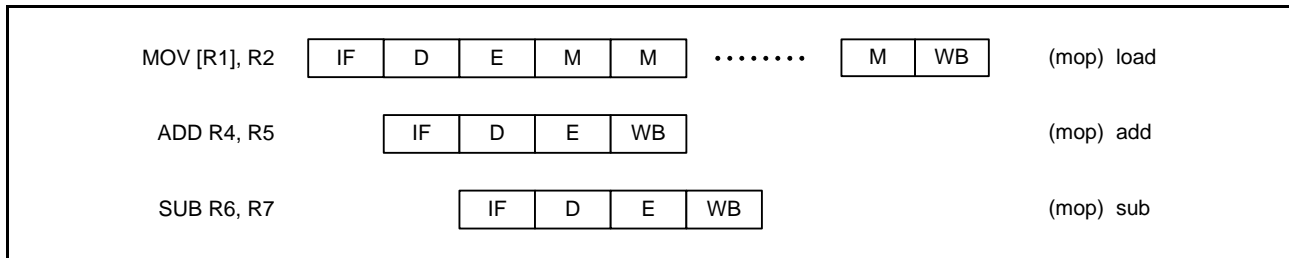 MOV [R1], R2 IF D E M M ········ M WB (mop) load
ADD R4, R5 IF D E WB (mop) add
SUB R6, R7 IF D E WB (mop) sub